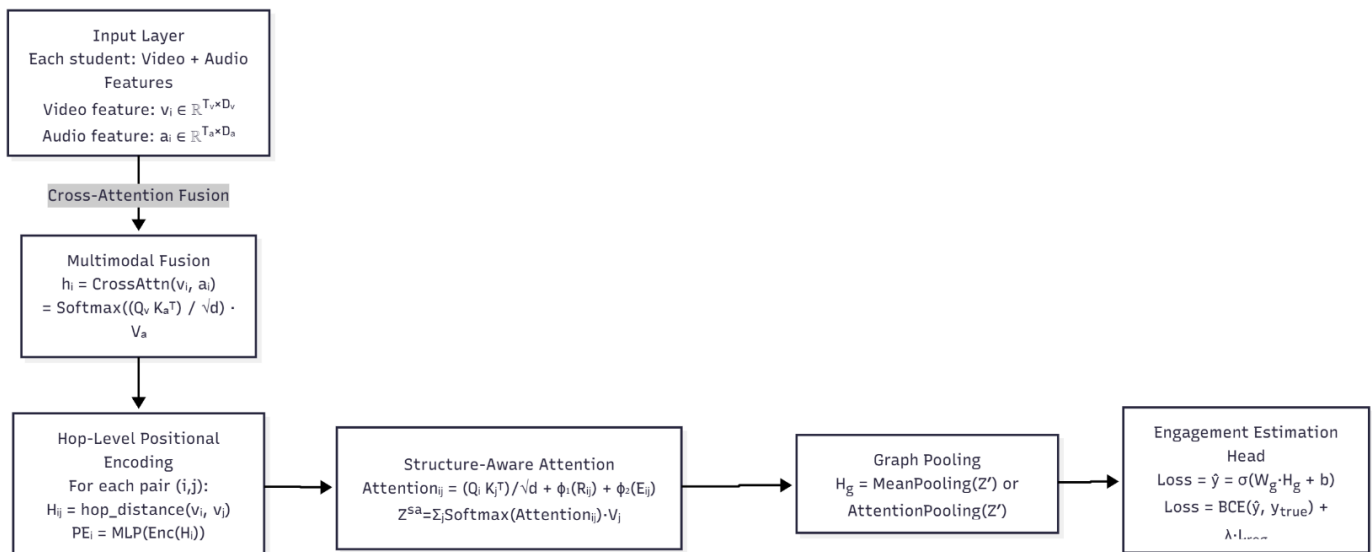 Input Layer
Each student: Video + Audio
Features
Video feature: vᵢ ∈ ℝᵀᵛ×ᴰᵛ
Audio feature: aᵢ ∈ ℝᵀᵃ×ᴰᵃ
Cross-Attention Fusion
Multimodal Fusion
hᵢ = CrossAttn(vᵢ, aᵢ)
= Softmax((Qᵥ Kₐᵀ) / √d) ·
Vₐ
Hop-Level Positional
Encoding
For each pair (i,j):
Hᵢⱼ = hop_distance(vᵢ, vⱼ)
PEᵢ = MLP(Enc(Hᵢ))
Structure-Aware Attention
Attentionᵢⱼ = (Qᵢ Kⱼᵀ)/√d + ϕ₁(Rᵢⱼ) + ϕ₂(Eᵢⱼ)
Zˢᵃ=ΣⱼSoftmax(Attentionᵢⱼ)·Vⱼ
Graph Pooling
H_g = MeanPooling(Z′) or
AttentionPooling(Z′)
Engagement Estimation
Head
Loss = ŷ = σ(W_g·H_g + b)
Loss = BCE(ŷ, y_true) +